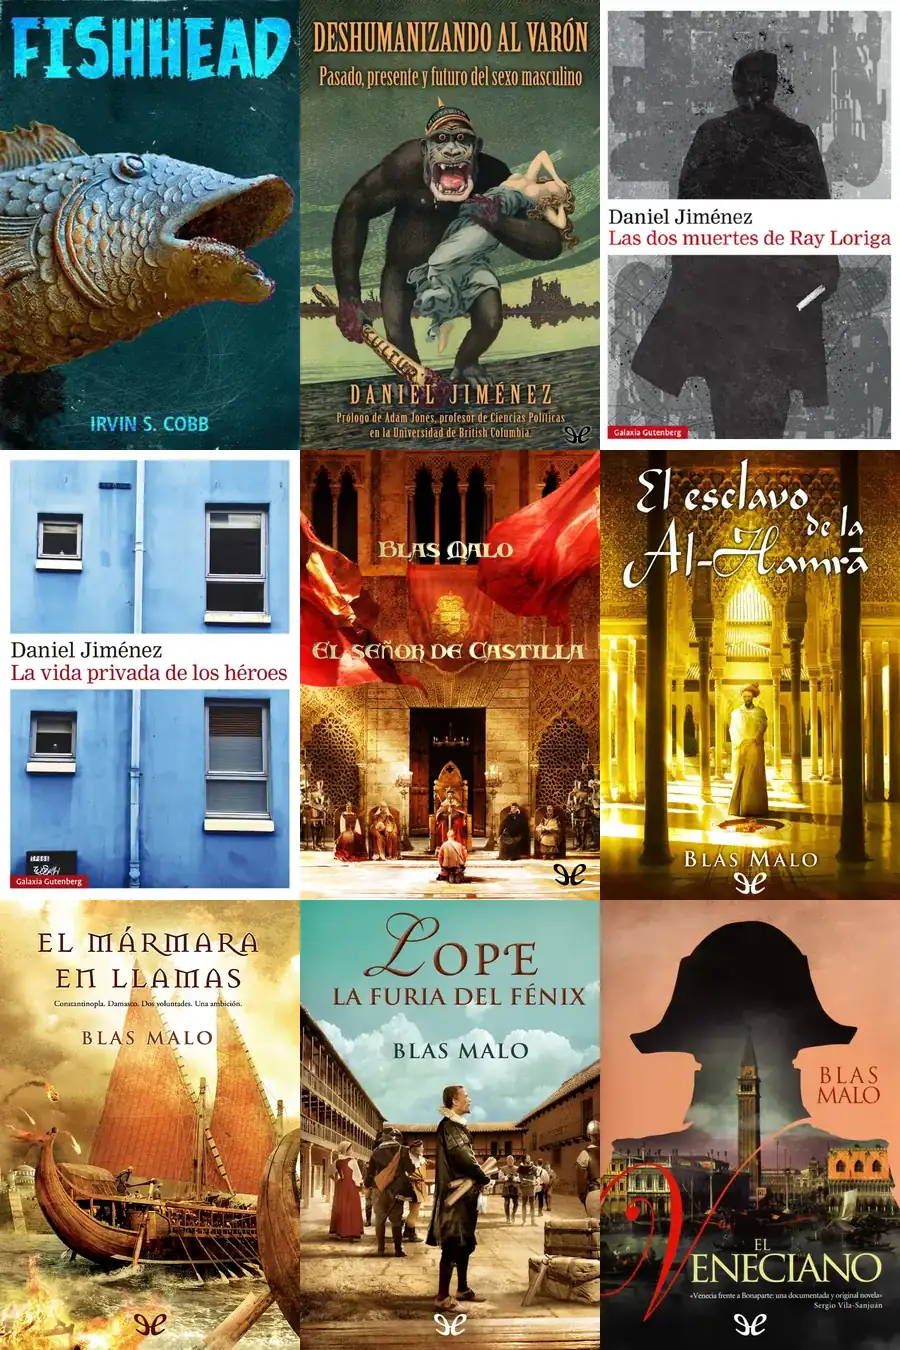 FISHHEAD
IRVIN S. COBB
DESHUMANIZANDO AL VARÓN
Pasado, presente y futuro del sexo masculino
CULTURA
DANIEL JIMÉNEZ
Prólogo de Adam Jones, profesor de Ciencias Políticas
en la Universidad de British Columbia.
Daniel Jiménez
Las dos muertes de Ray Loriga
Galaxia Gutenberg
Daniel Jiménez
La vida privada de los héroes
Galaxia Gutenberg
BLAS MALO
EL SEÑOR DE CASTILLA
El esclavo
de la
Al-Hamrā
BLAS MALO
EL MÁRMARA
EN LLAMAS
Constantinopla. Damasco. Dos voluntades. Una ambición.
BLAS MALO
LOPE
LA FURIA DEL FÉNIX
BLAS MALO
BLAS
MALO
EL
VENECIANO
«Venecia frente a Bonaparte: una documentada y original novela»
Sergio Vila-Sanjuán